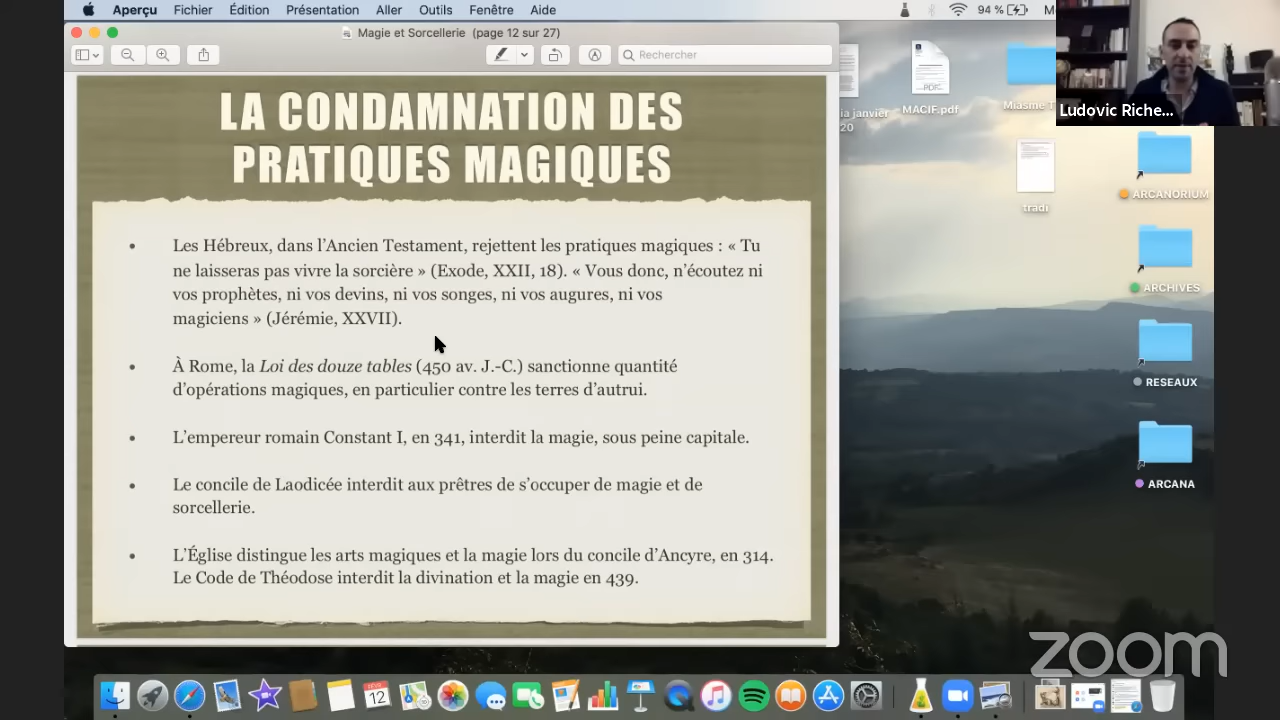 Aperçu Fichier Édition Présentation Aller Outils Fenêtre Aide 94 % M
Magie et Sorcellerie (page 12 sur 27)
Rechercher
LA CONDAMNATION DES
PRATIQUES MAGIQUES
• Les Hébreux, dans l’Ancien Testament, rejettent les pratiques magiques : « Tu
ne laisseras pas vivre la sorcière » (Exode, XXII, 18). « Vous donc, n’écoutez ni
vos prophètes, ni vos devins, ni vos songes, ni vos augures, ni vos
magiciens » (Jérémie, XXVII).
• À Rome, la Loi des douze tables (450 av. J.-C.) sanctionne quantité
d’opérations magiques, en particulier contre les terres d’autrui.
• L’empereur romain Constant I, en 341, interdit la magie, sous peine capitale.
• Le concile de Laodicée interdit aux prêtres de s’occuper de magie et de
sorcellerie.
• L’Église distingue les arts magiques et la magie lors du concile d’Ancyre, en 314.
Le Code de Théodose interdit la divination et la magie en 439.
ia janvier
20
PDF
MACIF.pdf
Miasme T
tradi
Ludovic Riche...
ARCANORIUM
ARCHIVES
RESEAUX
ARCANA
zoom
12